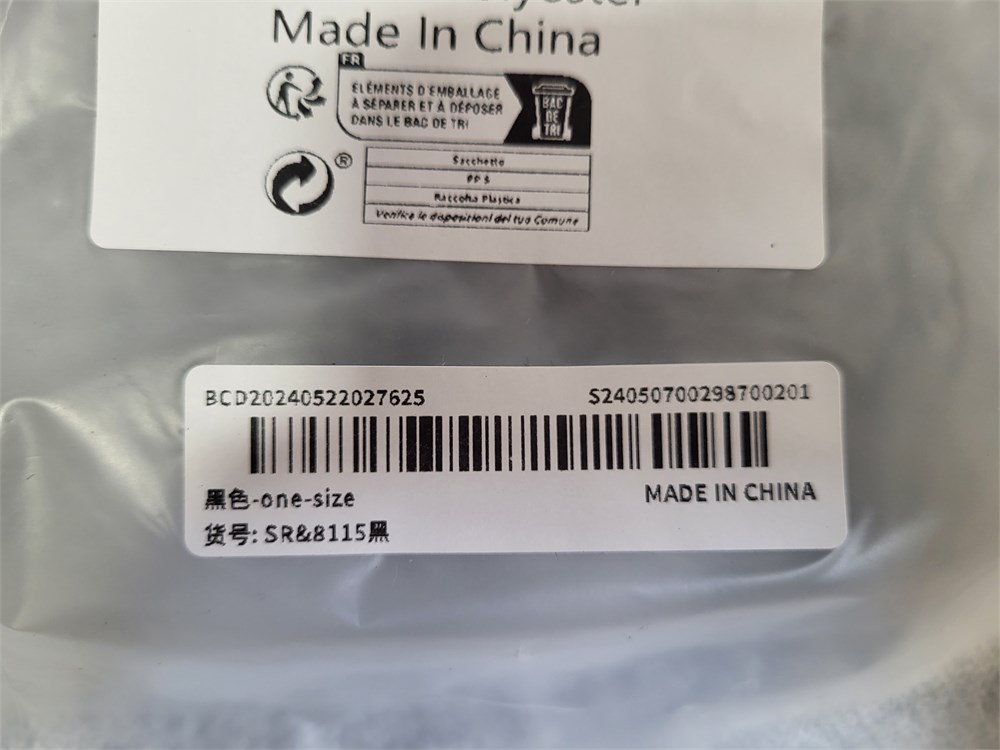 Made In China
FR
ÉLÉMENTS D'EMBALLAGE
À SÉPARER ET À DÉPOSER
DANS LE BAC DE TRI
BAC
DE
TRI
®
Sacchetto
PP 5
Raccolta Plastica
Verifica le disposizioni del tuo Comune
BCD20240522027625
S24050700298700201
黑色-one-size
MADE IN CHINA
货号: SR&8115黑